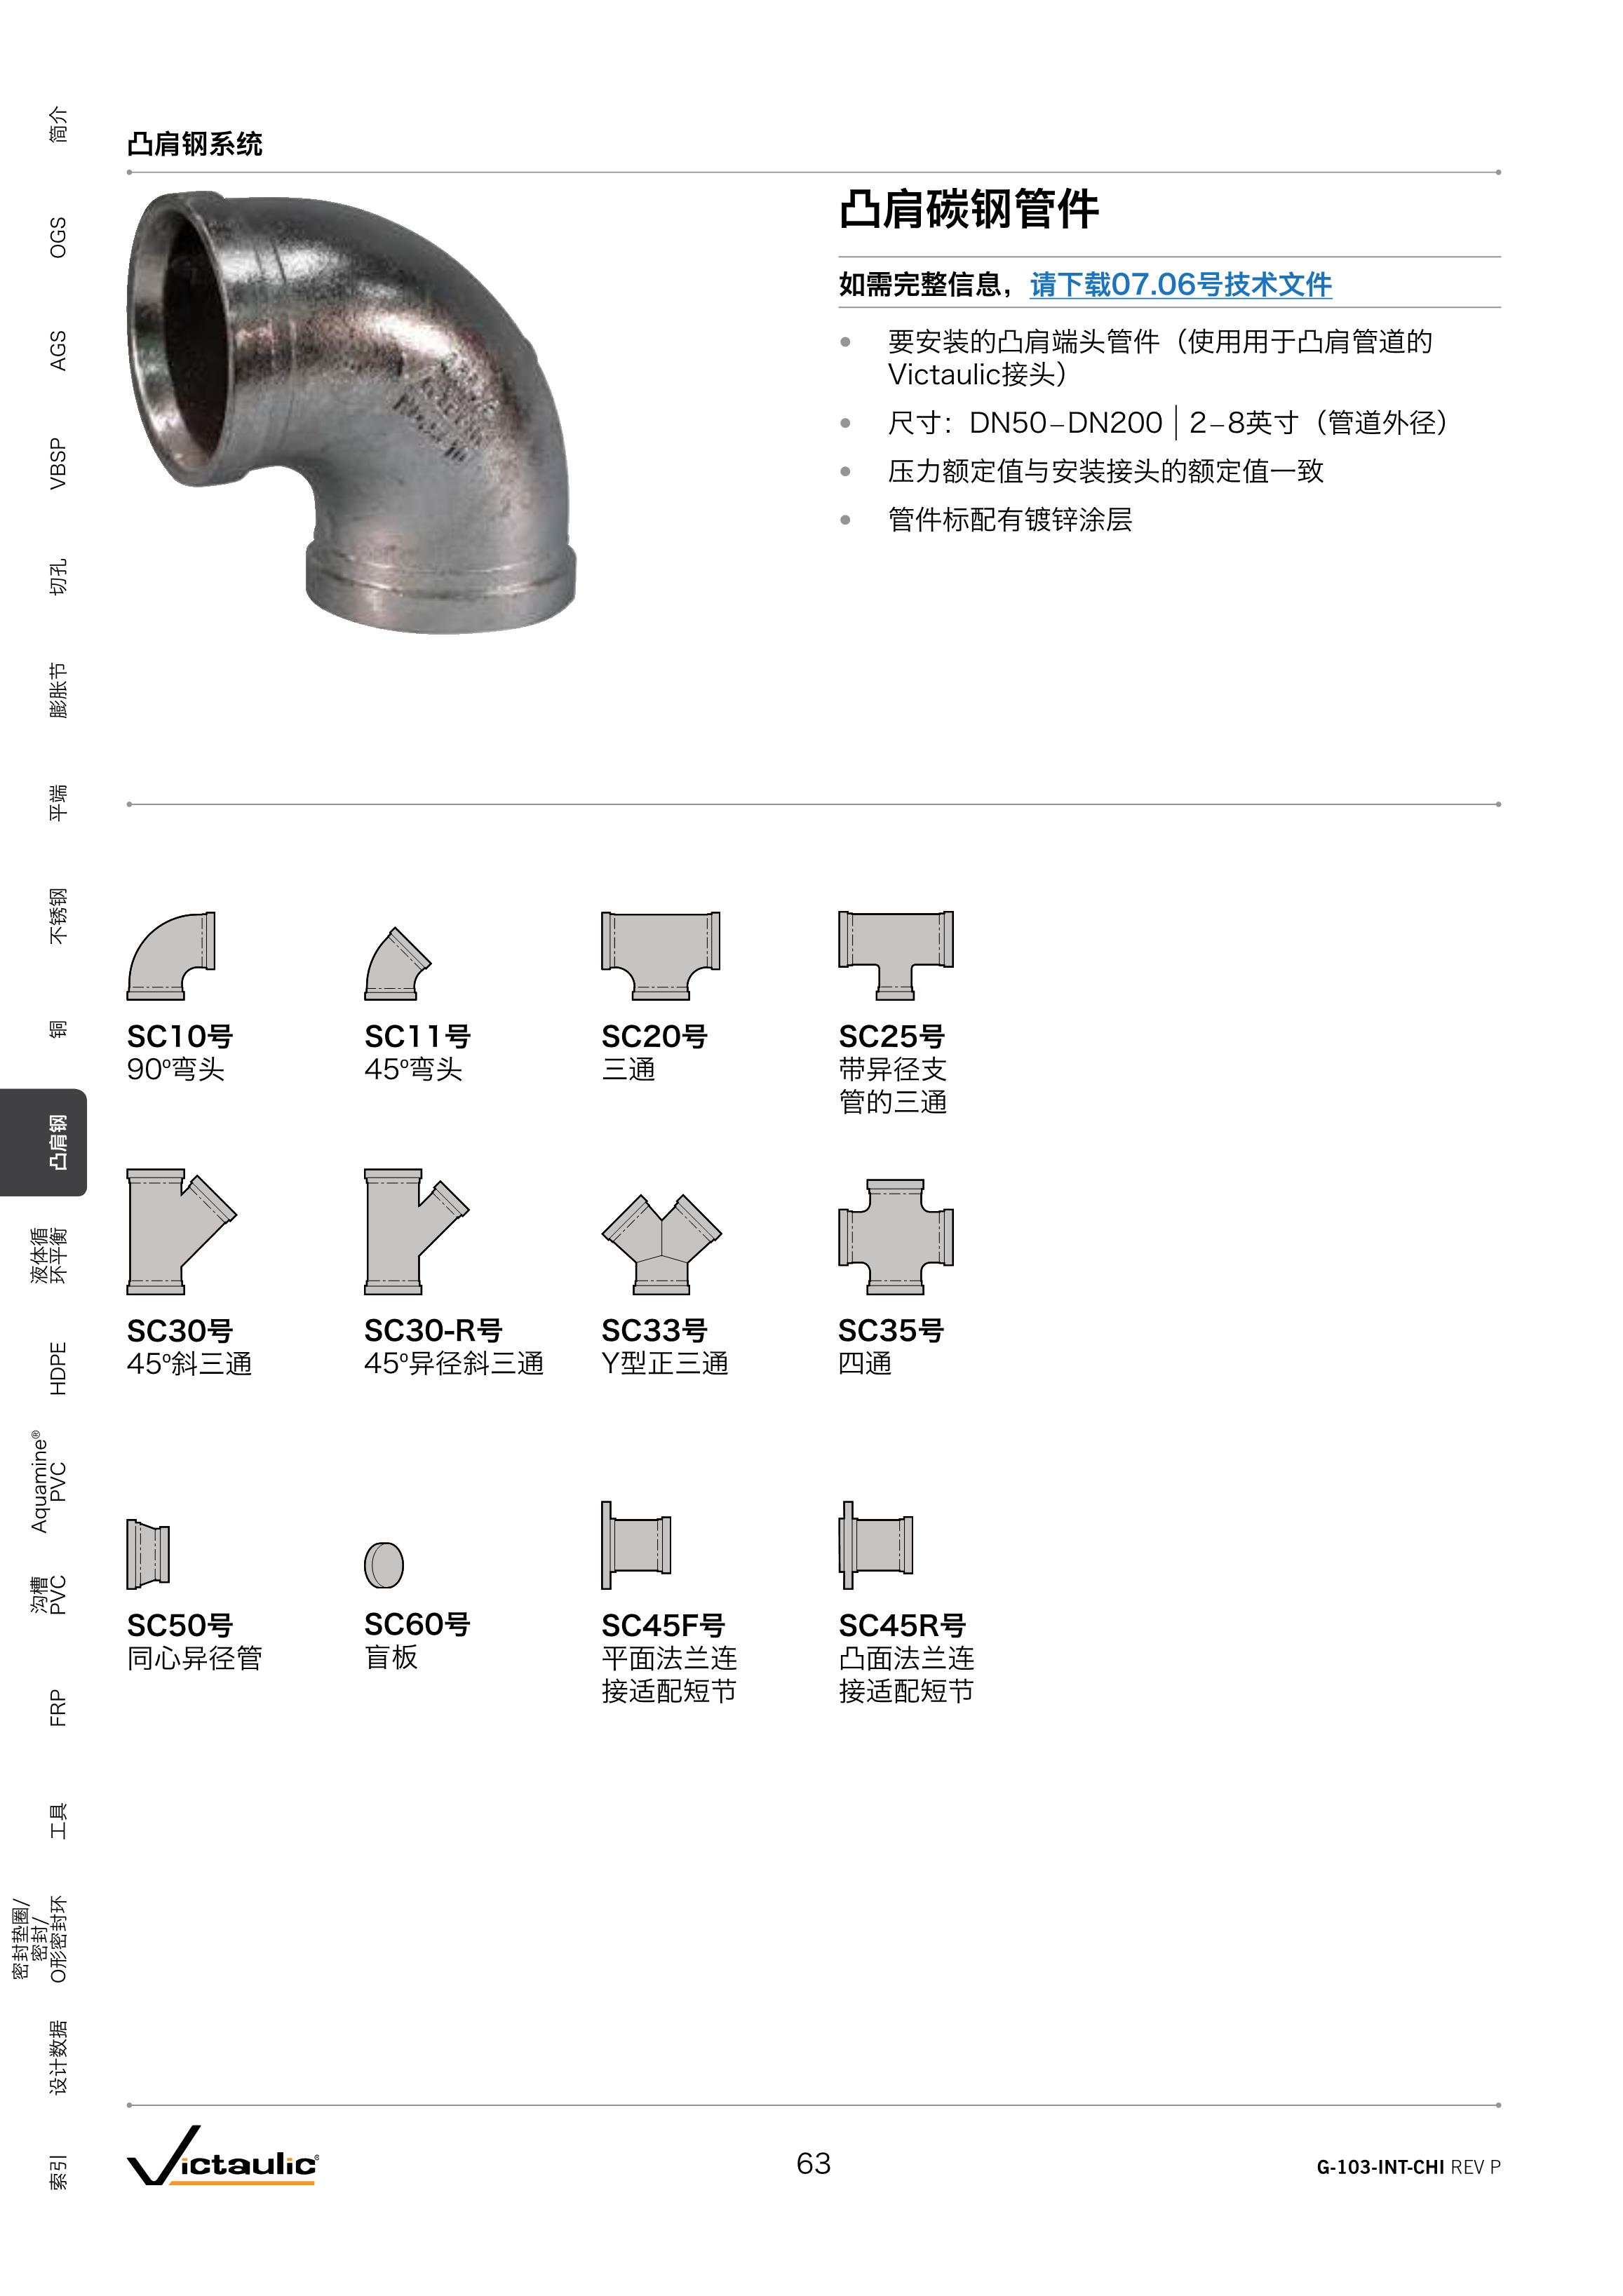 凸肩钢系统
凸肩碳钢管件
如需完整信息，请下载07.06号技术文件
• 要安装的凸肩端头管件（使用用于凸肩管道的
Victaulic接头）
• 尺寸：DN50–DN200 | 2–8英寸（管道外径）
• 压力额定值与安装接头的额定值一致
• 管件标配有镀锌涂层
SC10号
90º弯头
SC11号
45º弯头
SC20号
三通
SC25号
带异径支
管的三通
SC30号
45º斜三通
SC30-R号
45º异径斜三通
SC33号
Y型正三通
SC35号
四通
SC50号
同心异径管
SC60号
盲板
SC45F号
平面法兰连
接适配短节
SC45R号
凸面法兰连
接适配短节
简介
OGS
AGS
VBSP
切孔
膨胀节
平端
不锈钢
铜
凸肩钢
液体循
环平衡
HDPE
Aquamine®
PVC
沟槽
PVC
FRP
工具
密封垫圈/
密封/
O形密封环
设计数据
索引
Victaulic®
63
G-103-INT-CHI REV P